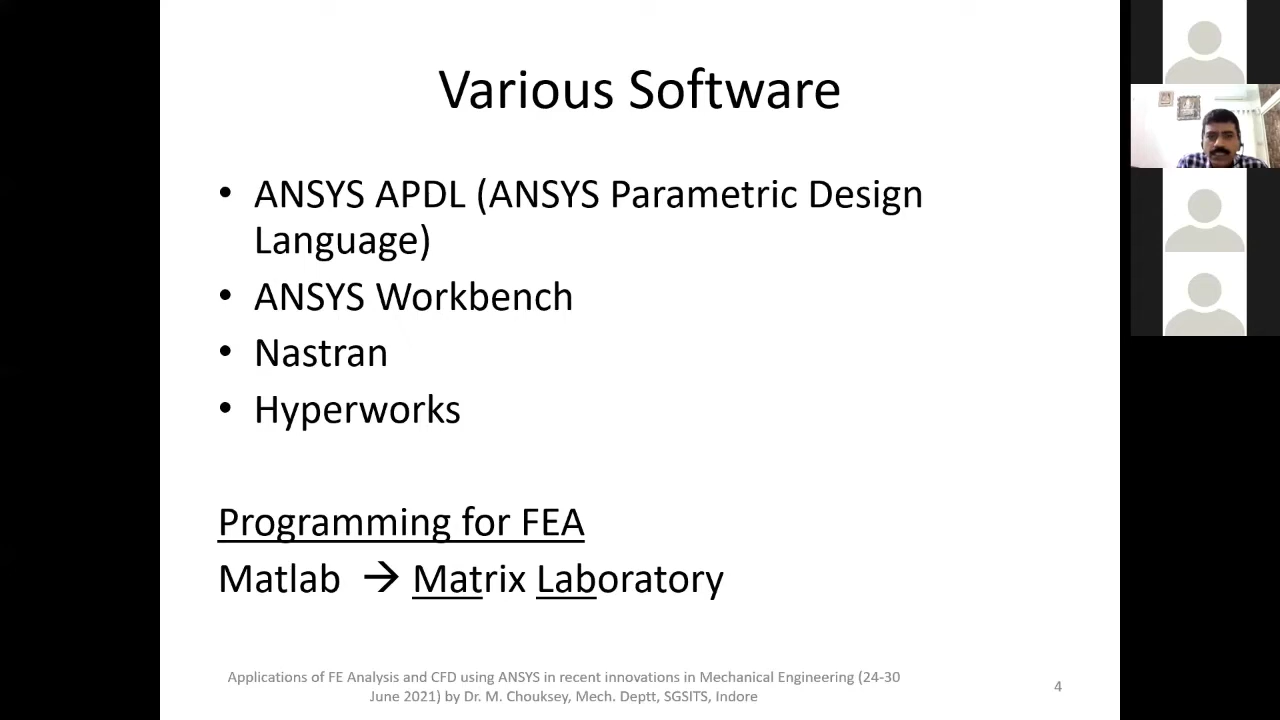 Various Software
• ANSYS APDL (ANSYS Parametric Design
Language)
• ANSYS Workbench
• Nastran
• Hyperworks
Programming for FEA
Matlab → Matrix Laboratory
Applications of FE Analysis and CFD using ANSYS in recent innovations in Mechanical Engineering (24-30
June 2021) by Dr. M. Chouksey, Mech. Deptt, SGSITS, Indore
4